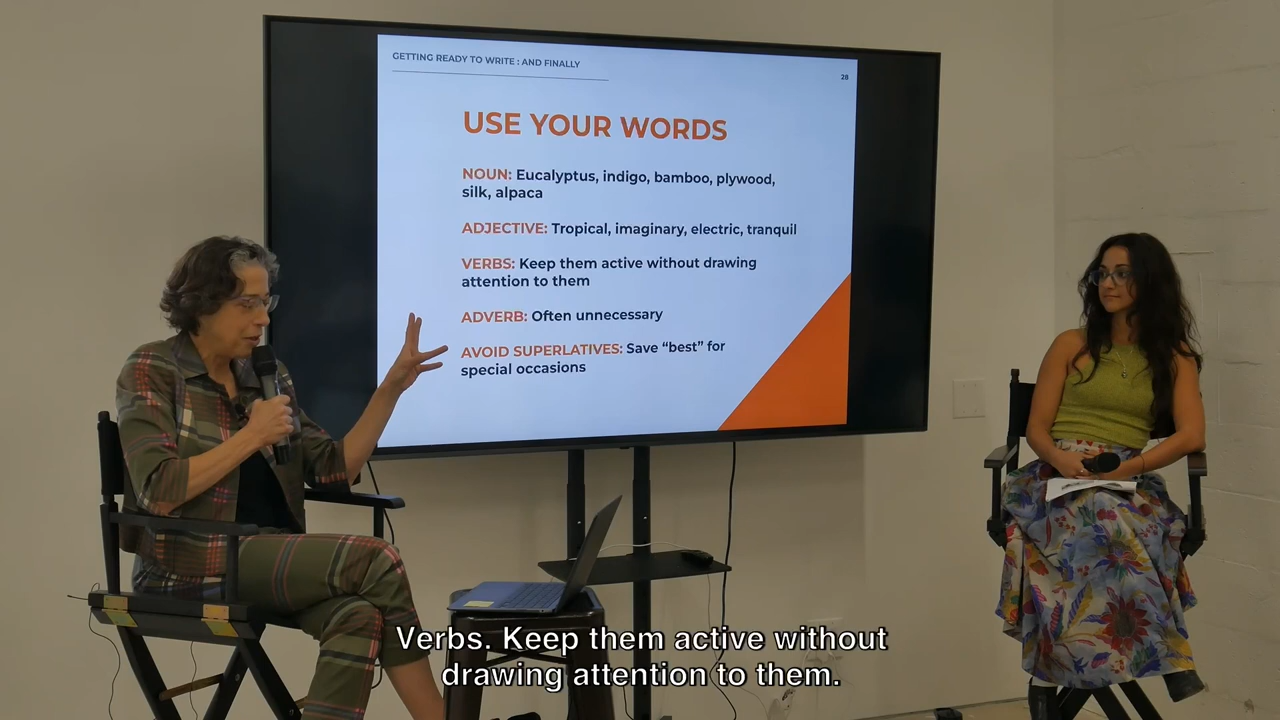 GETTING READY TO WRITE : AND FINALLY
28
USE YOUR WORDS
NOUN: Eucalyptus, indigo, bamboo, plywood,
silk, alpaca
ADJECTIVE: Tropical, imaginary, electric, tranquil
VERBS: Keep them active without drawing
attention to them
ADVERB: Often unnecessary
AVOID SUPERLATIVES: Save “best” for
special occasions
Verbs. Keep them active without
drawing attention to them.